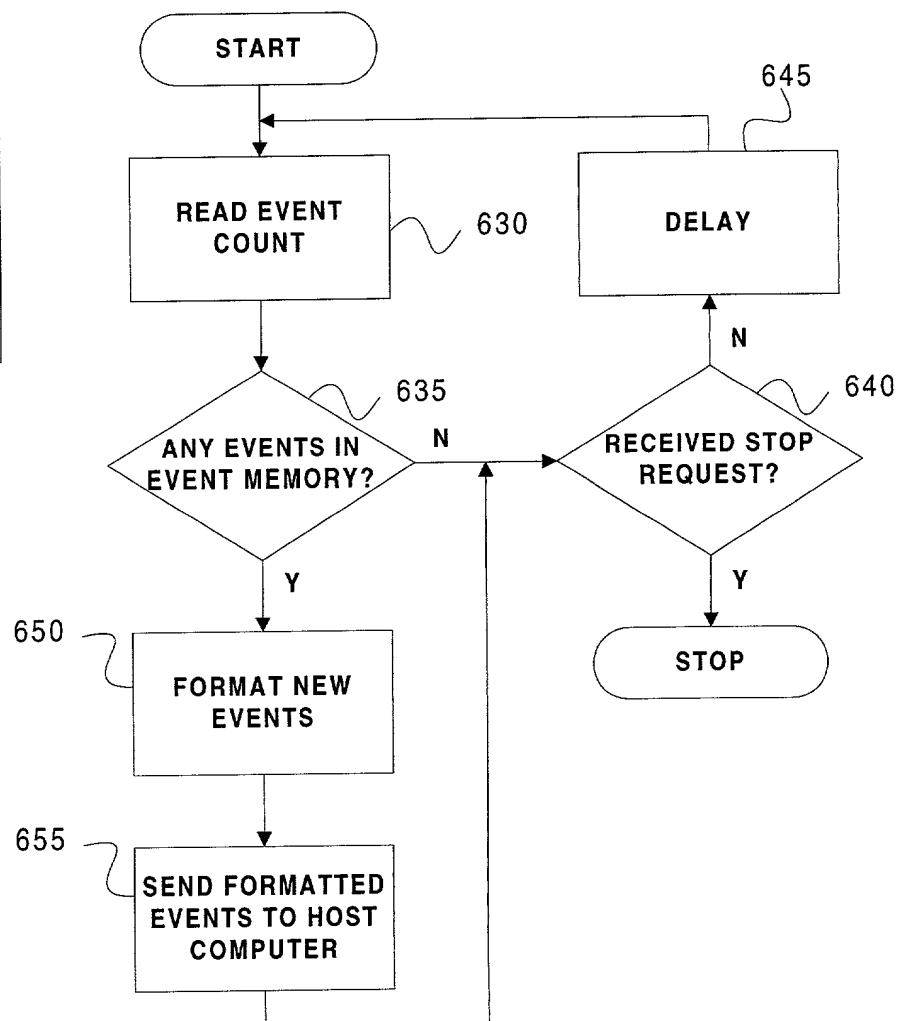 START
645
READ EVENT
COUNT
630
DELAY
N
635
640
ANY EVENTS IN
EVENT MEMORY?
N
RECEIVED STOP
REQUEST?
Y
Y
650
STOP
FORMAT NEW
EVENTS
655
SEND FORMATTED
EVENTS TO HOST
COMPUTER